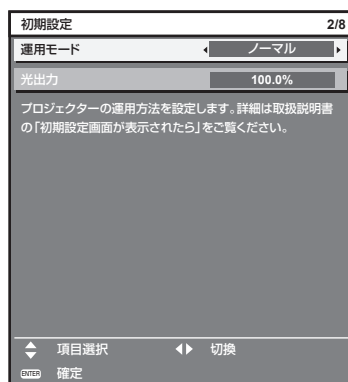 初期設定 2/8
運用モード ノーマル
光出力 100.0%
プロジェクターの運用方法を設定します。詳細は取扱説明書
の「初期設定画面が表示されたら」をご覧ください。
項目選択 切換
ENTER 確定